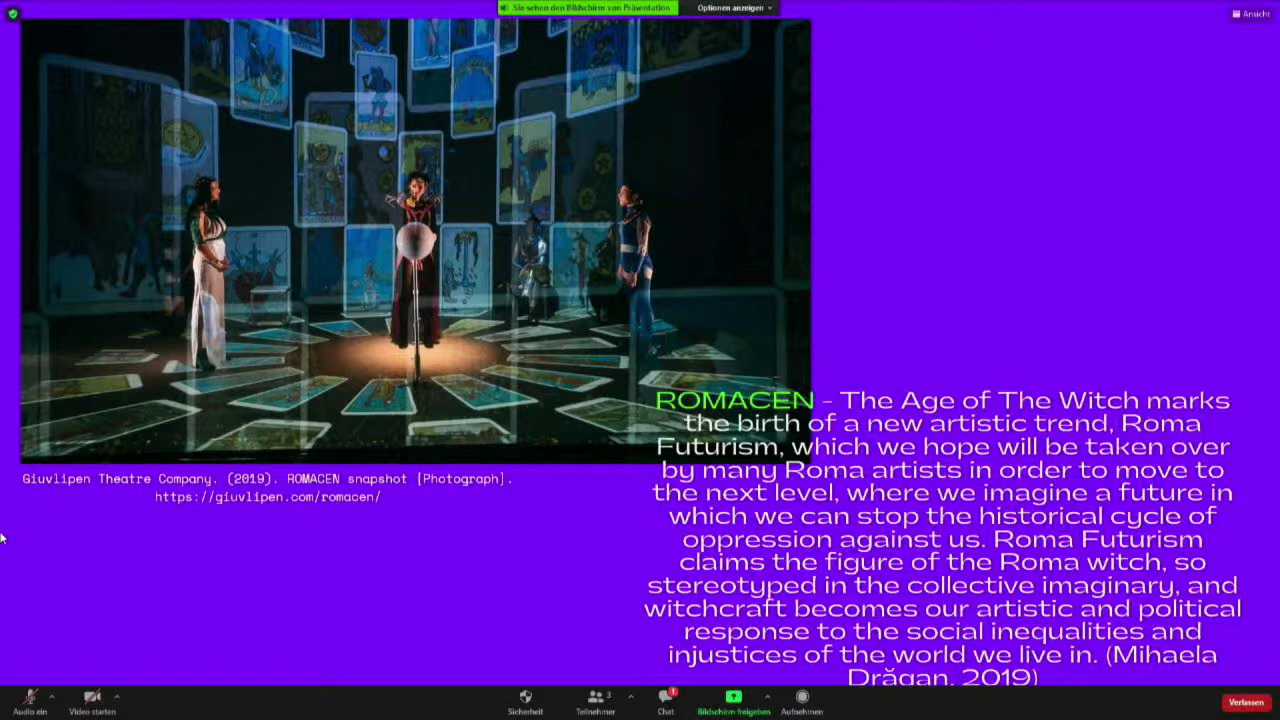 Sie sehen den Bildschirm von Präsentation
Optionen anzeigen
Ansicht
ROMACEN - The Age of The Witch marks
the birth of a new artistic trend, Roma
Futurism, which we hope will be taken over
by many Roma artists in order to move to
the next level, where we imagine a future in
which we can stop the historical cycle of
oppression against us. Roma Futurism
claims the figure of the Roma witch, so
stereotyped in the collective imaginary, and
witchcraft becomes our artistic and political
response to the social inequalities and
injustices of the world we live in. (Mihaela
Drăgan, 2019)
Giuvlipen Theatre Company. (2019). ROMACEN snapshot [Photograph].
https://giuvlipen.com/romacen/
Audio ein
Video starten
Sicherheit
Teilnehmer
3
Chat
1
Bildschirm freigeben
Aufnehmen
Verlassen